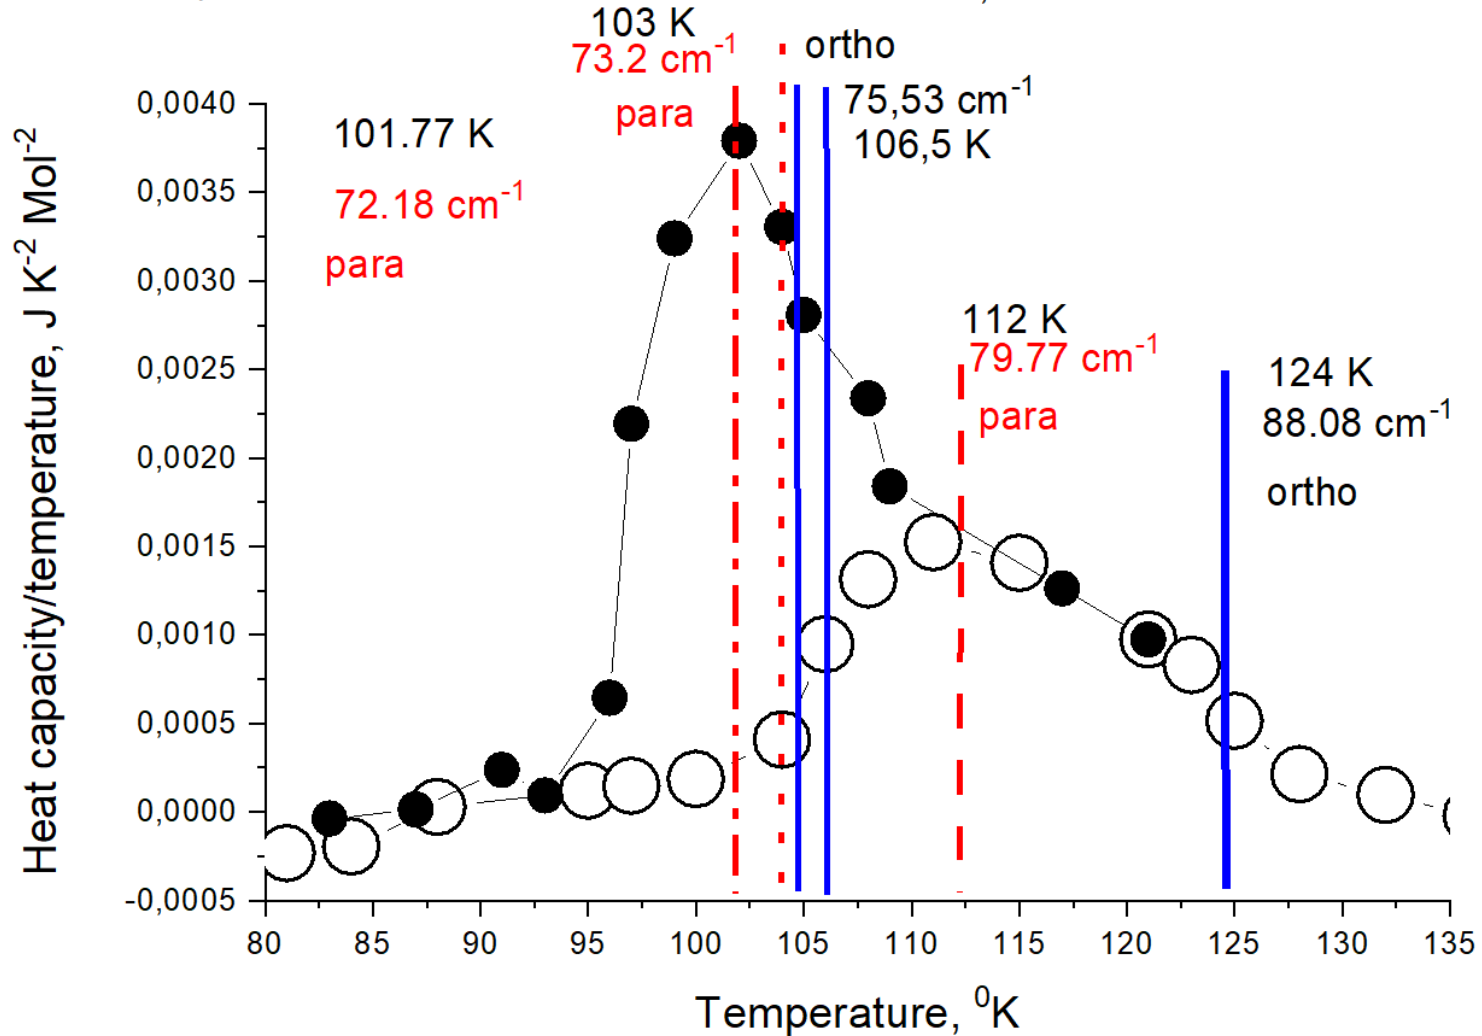 103 K
73.2 cm⁻¹
para
ortho
75,53 cm⁻¹
106,5 K
101.77 K
72.18 cm⁻¹
para
112 K
79.77 cm⁻¹
para
124 K
88.08 cm⁻¹
ortho
Heat capacity/temperature, J K⁻² Mol⁻²
0,0040
0,0035
0,0030
0,0025
0,0020
0,0015
0,0010
0,0005
0,0000
-0,0005
80 85 90 95 100 105 110 115 120 125 130 135
Temperature, ⁰K